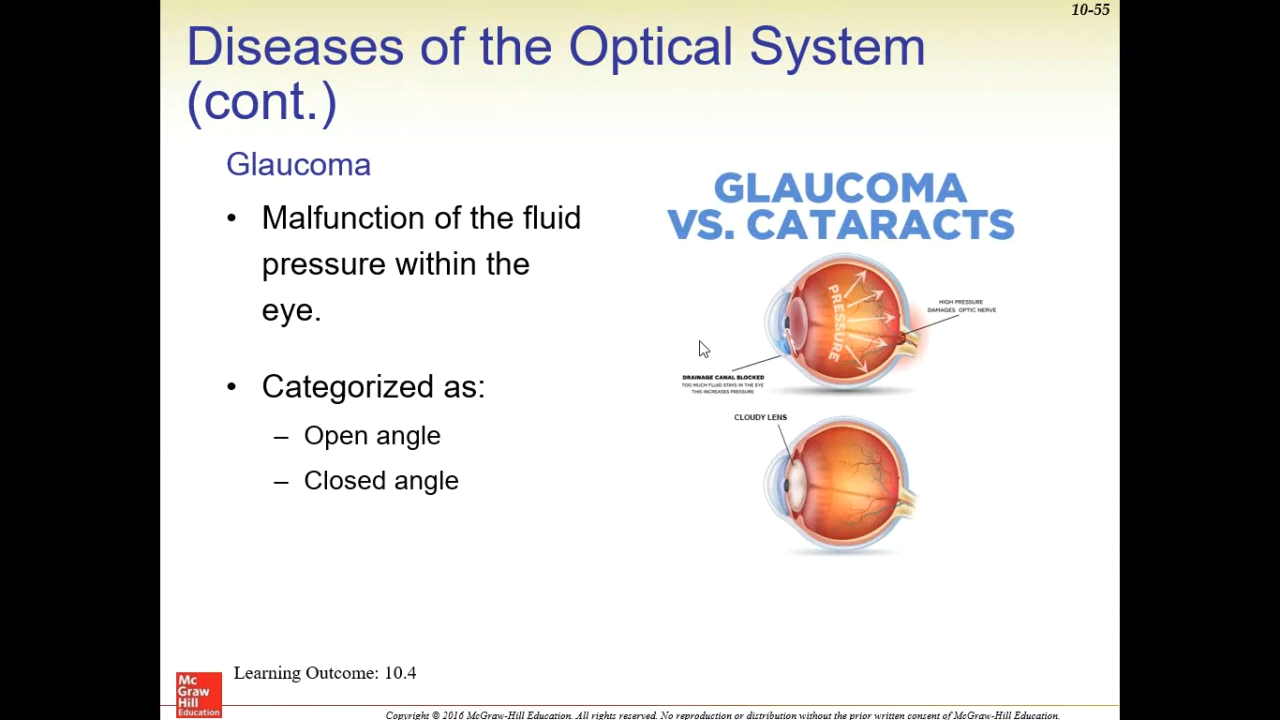 10-55
Diseases of the Optical System
(cont.)
Glaucoma
• Malfunction of the fluid
pressure within the
eye.
• Categorized as:
– Open angle
– Closed angle
GLAUCOMA
VS. CATARACTS
PRESSURE
HIGH PRESSURE
DAMAGES OPTIC NERVE
DRAINAGE CANAL BLOCKED
TOO MUCH FLUID STAYS IN THE EYE
THIS INCREASES PRESSURE
CLOUDY LENS
Learning Outcome: 10.4
Mc
Graw
Hill
Education
Copyright © 2016 McGraw-Hill Education. All rights reserved. No reproduction or distribution without the prior written consent of McGraw-Hill Education.